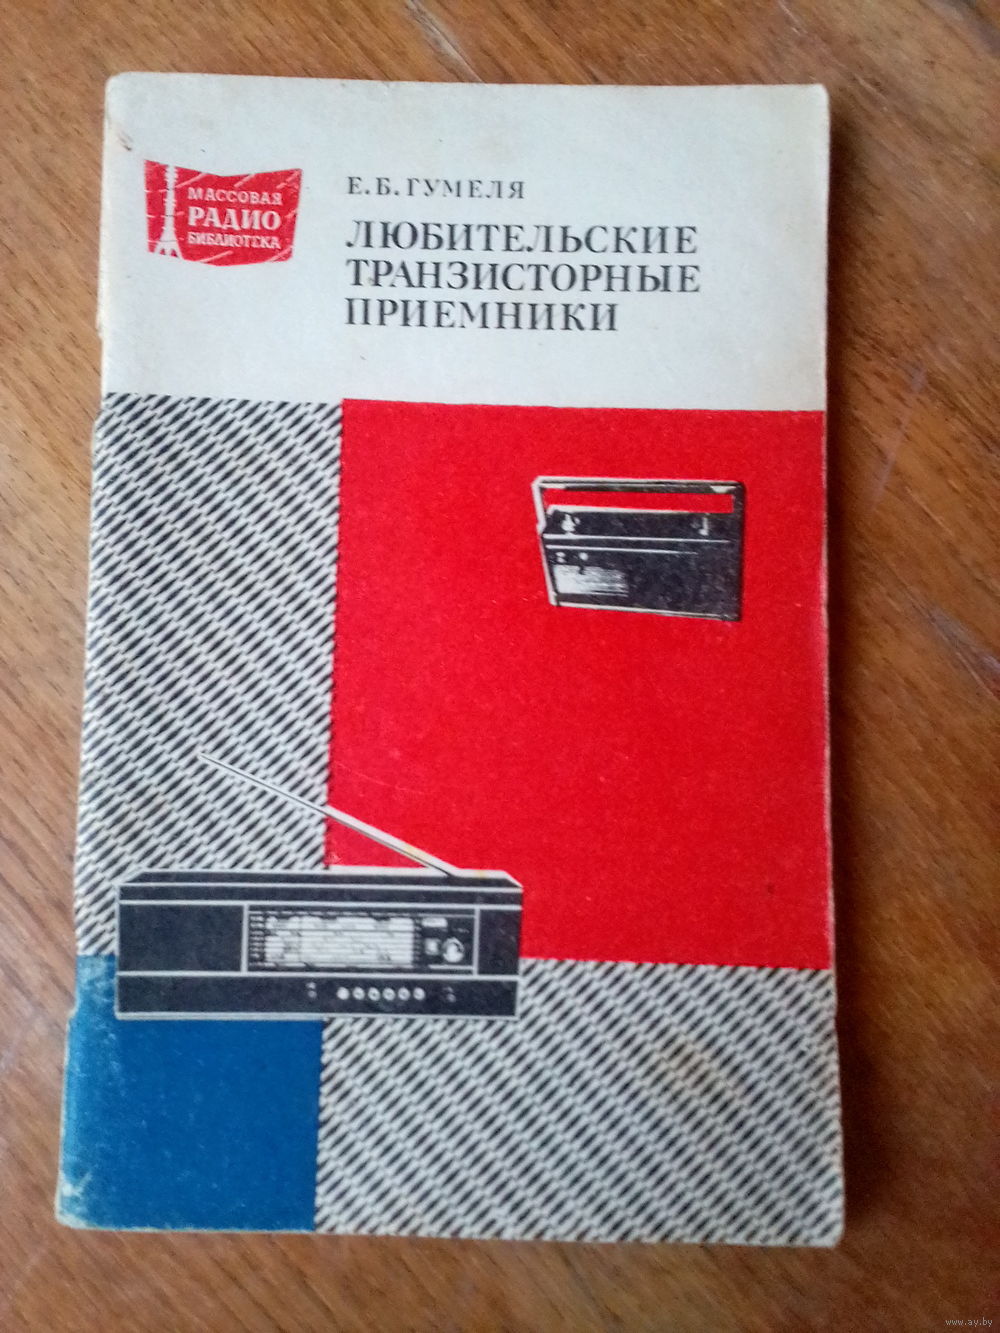 МАССОВАЯ
РАДИО
БИБЛИОТЕКА
Е. Б. ГУМЕЛЯ
ЛЮБИТЕЛЬСКИЕ
ТРАНЗИСТОРНЫЕ
ПРИЕМНИКИ
www.ay.by